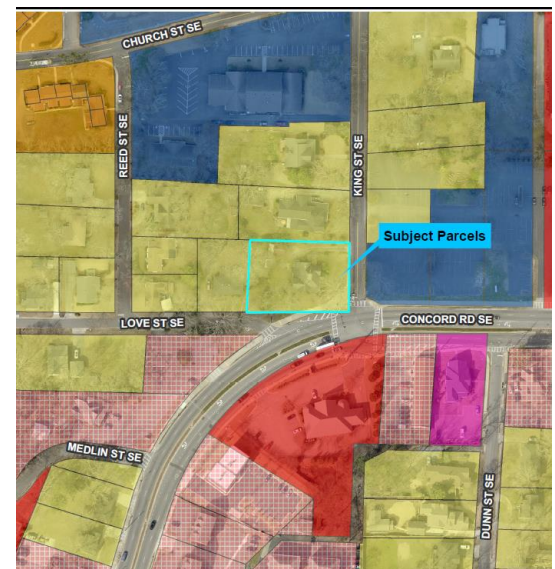 CHURCH ST SE
REED ST SE
KING ST SE
Subject Parcels
LOVE ST SE
CONCORD RD SE
MEDLIN ST SE
DUNN ST SE